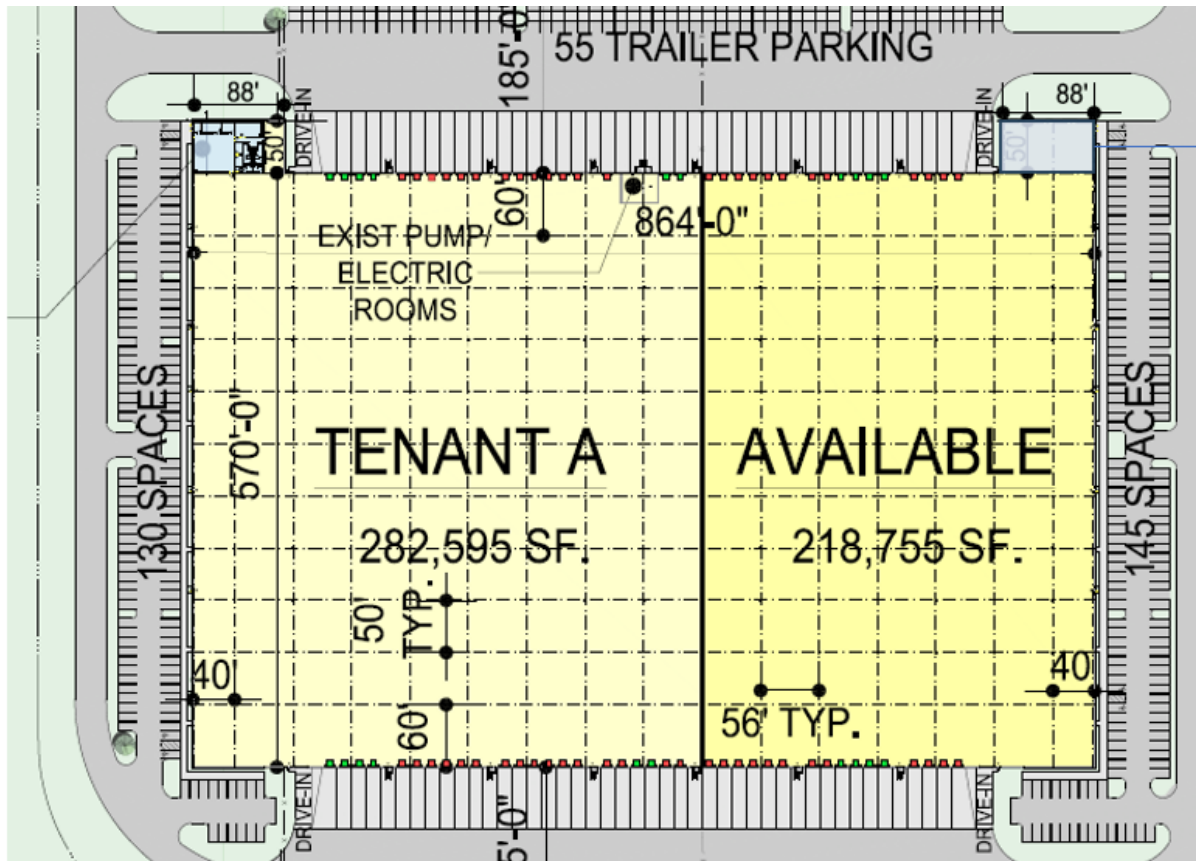 185'-0"
55 TRAILER PARKING
88'
88'
DRIVE-IN
DRIVE-IN
50'
50'
60'
864'-0"
EXIST PUMP/
ELECTRIC
ROOMS
570'-0"
130 SPACES
145 SPACES
TENANT A
AVAILABLE
282,595 SF.
218,755 SF.
50'
TYP.
40'
40'
60'
56' TYP.
DRIVE-IN
DRIVE-IN
5'-0"